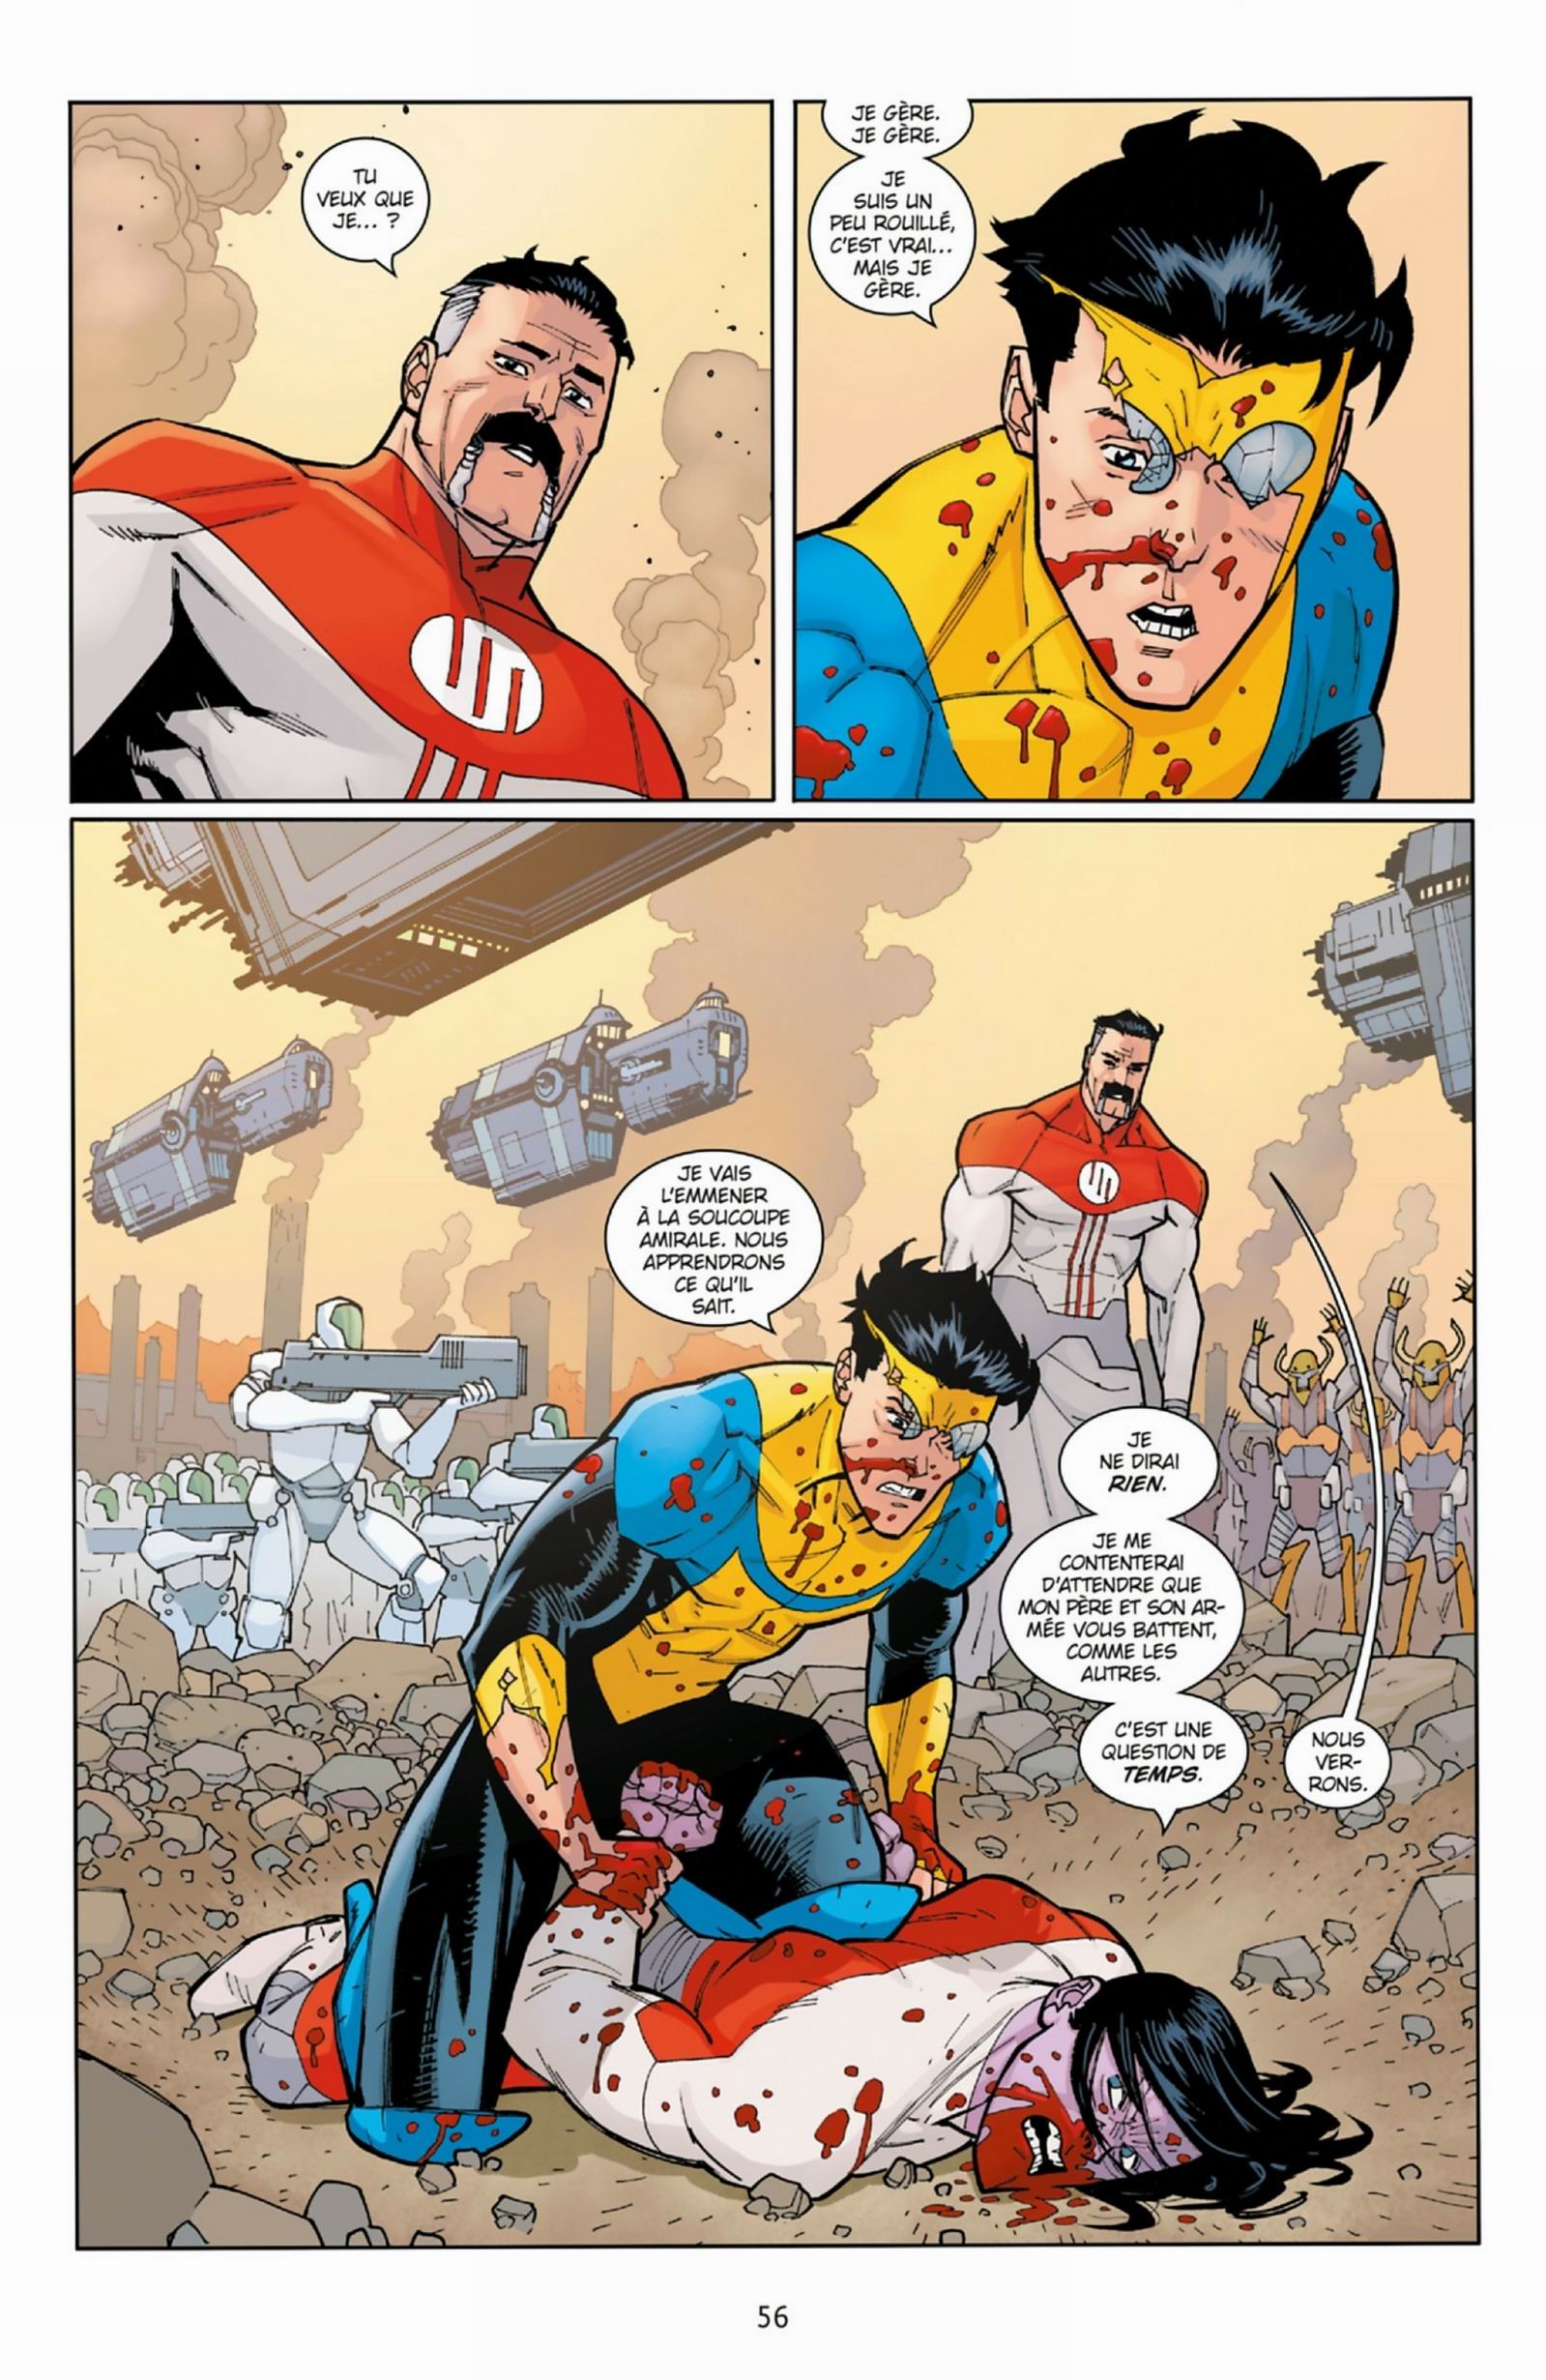 TU
VEUX QUE
JE... ?
JE GÈRE.
JE GÈRE.
JE
SUIS UN
PEU ROUILLÉ,
C'EST VRAI...
MAIS JE
GÈRE.
JE VAIS
L'EMMENER
À LA SOUCOUPE
AMIRALE. NOUS
APPRENDRONS
CE QU'IL
SAIT.
JE
NE DIRAI
RIEN.
JE ME
CONTENTERAI
D'ATTENDRE QUE
MON PÈRE ET SON AR-
MÉE VOUS BATTENT,
COMME LES
AUTRES.
C'EST UNE
QUESTION DE
TEMPS.
NOUS
VER-
RONS.
56